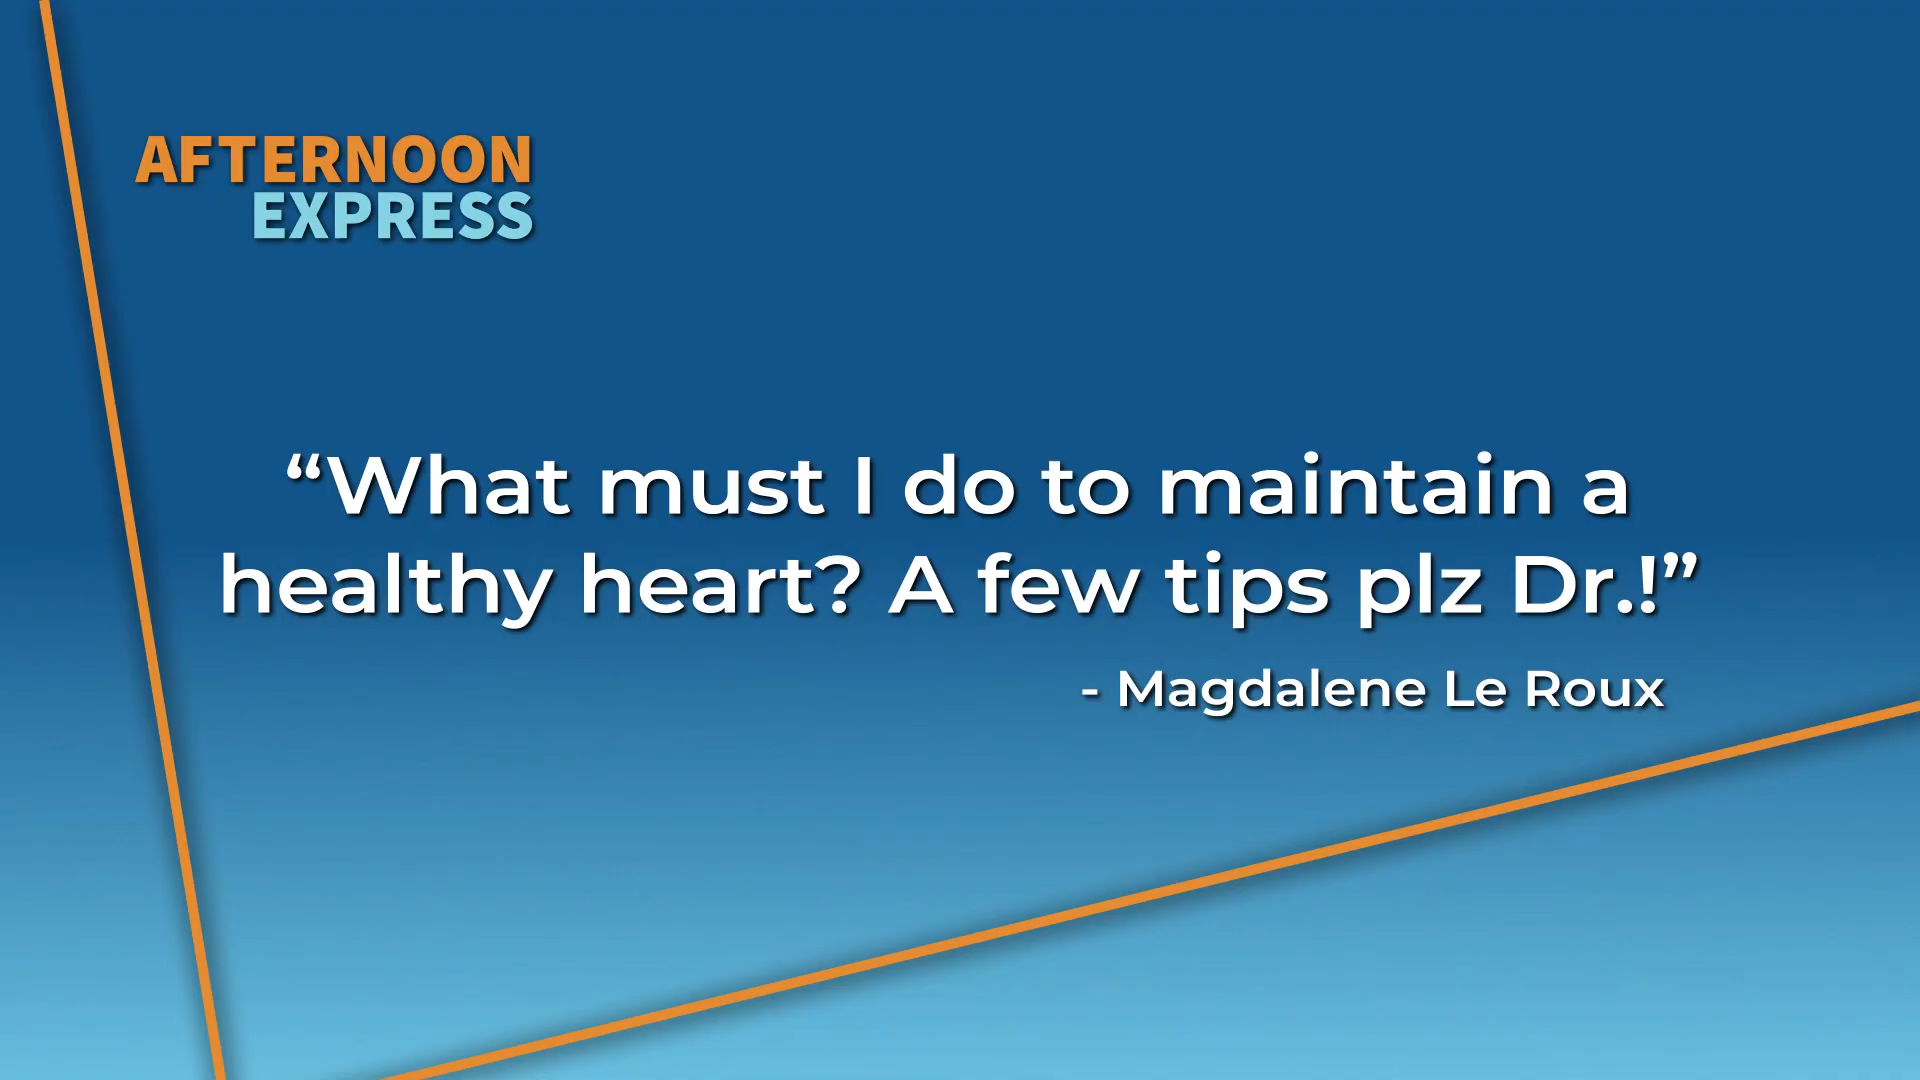 AFTERNOON
EXPRESS
“What must I do to maintain a
healthy heart? A few tips plz Dr.!”
- Magdalene Le Roux